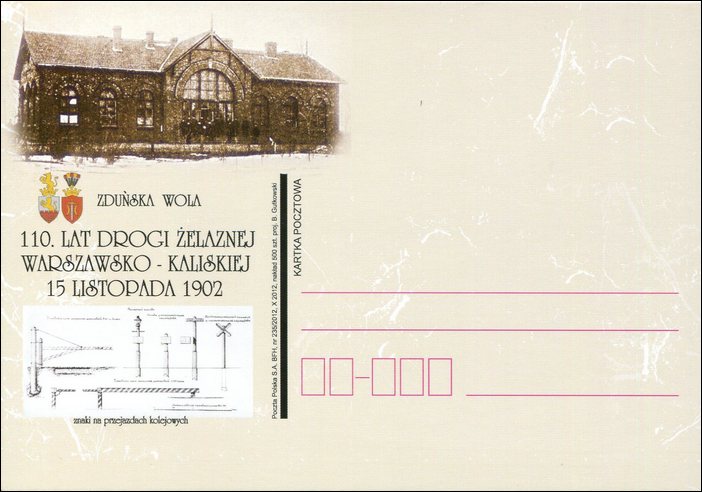 ZDUŃSKA WOLA
110. LAT DROGI ŻELAZNEJ
WARSZAWSKO - KALISKIEJ
15 LISTOPADA 1902
znaki na przejazdach kolejowych
Poczta Polska S.A. BFH, nr 235/2012, X 2012, nakład 500 szt. proj. B. Gutkowski
KARTKA POCZTOWA